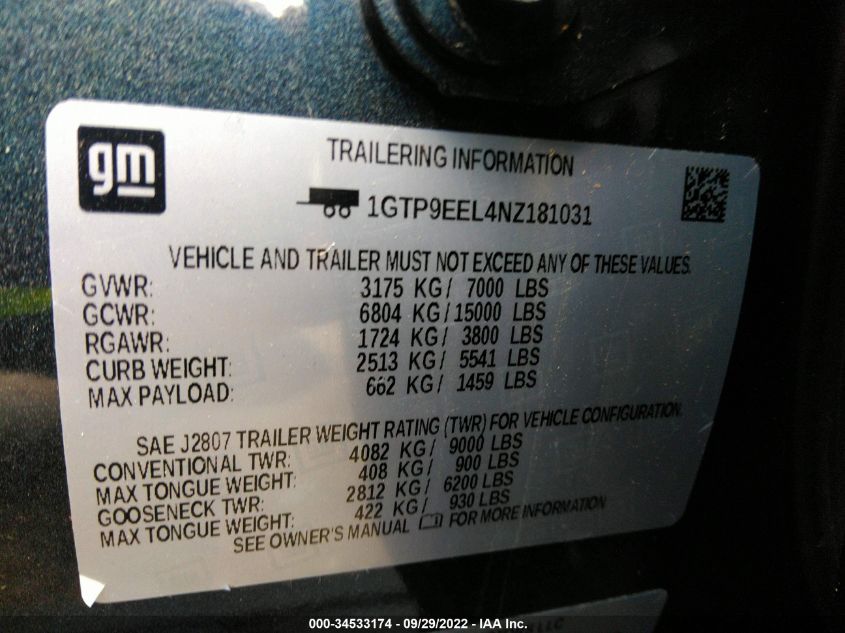 gm
TRAILERING INFORMATION
1GTP9EEL4NZ181031
VEHICLE AND TRAILER MUST NOT EXCEED ANY OF THESE VALUES.
GVWR: 3175 KG/ 7000 LBS
GCWR: 6804 KG/15000 LBS
RGAWR: 1724 KG/ 3800 LBS
CURB WEIGHT: 2513 KG/ 5541 LBS
MAX PAYLOAD: 662 KG/ 1459 LBS
SAE J2807 TRAILER WEIGHT RATING (TWR) FOR VEHICLE CONFIGURATION.
CONVENTIONAL TWR: 4082 KG/ 9000 LBS
MAX TONGUE WEIGHT: 408 KG/ 900 LBS
GOOSENECK TWR: 2812 KG/ 6200 LBS
MAX TONGUE WEIGHT: 422 KG/ 930 LBS
SEE OWNER'S MANUAL FOR MORE INFORMATION
LLC
000-34533174 - 09/29/2022 - IAA Inc.